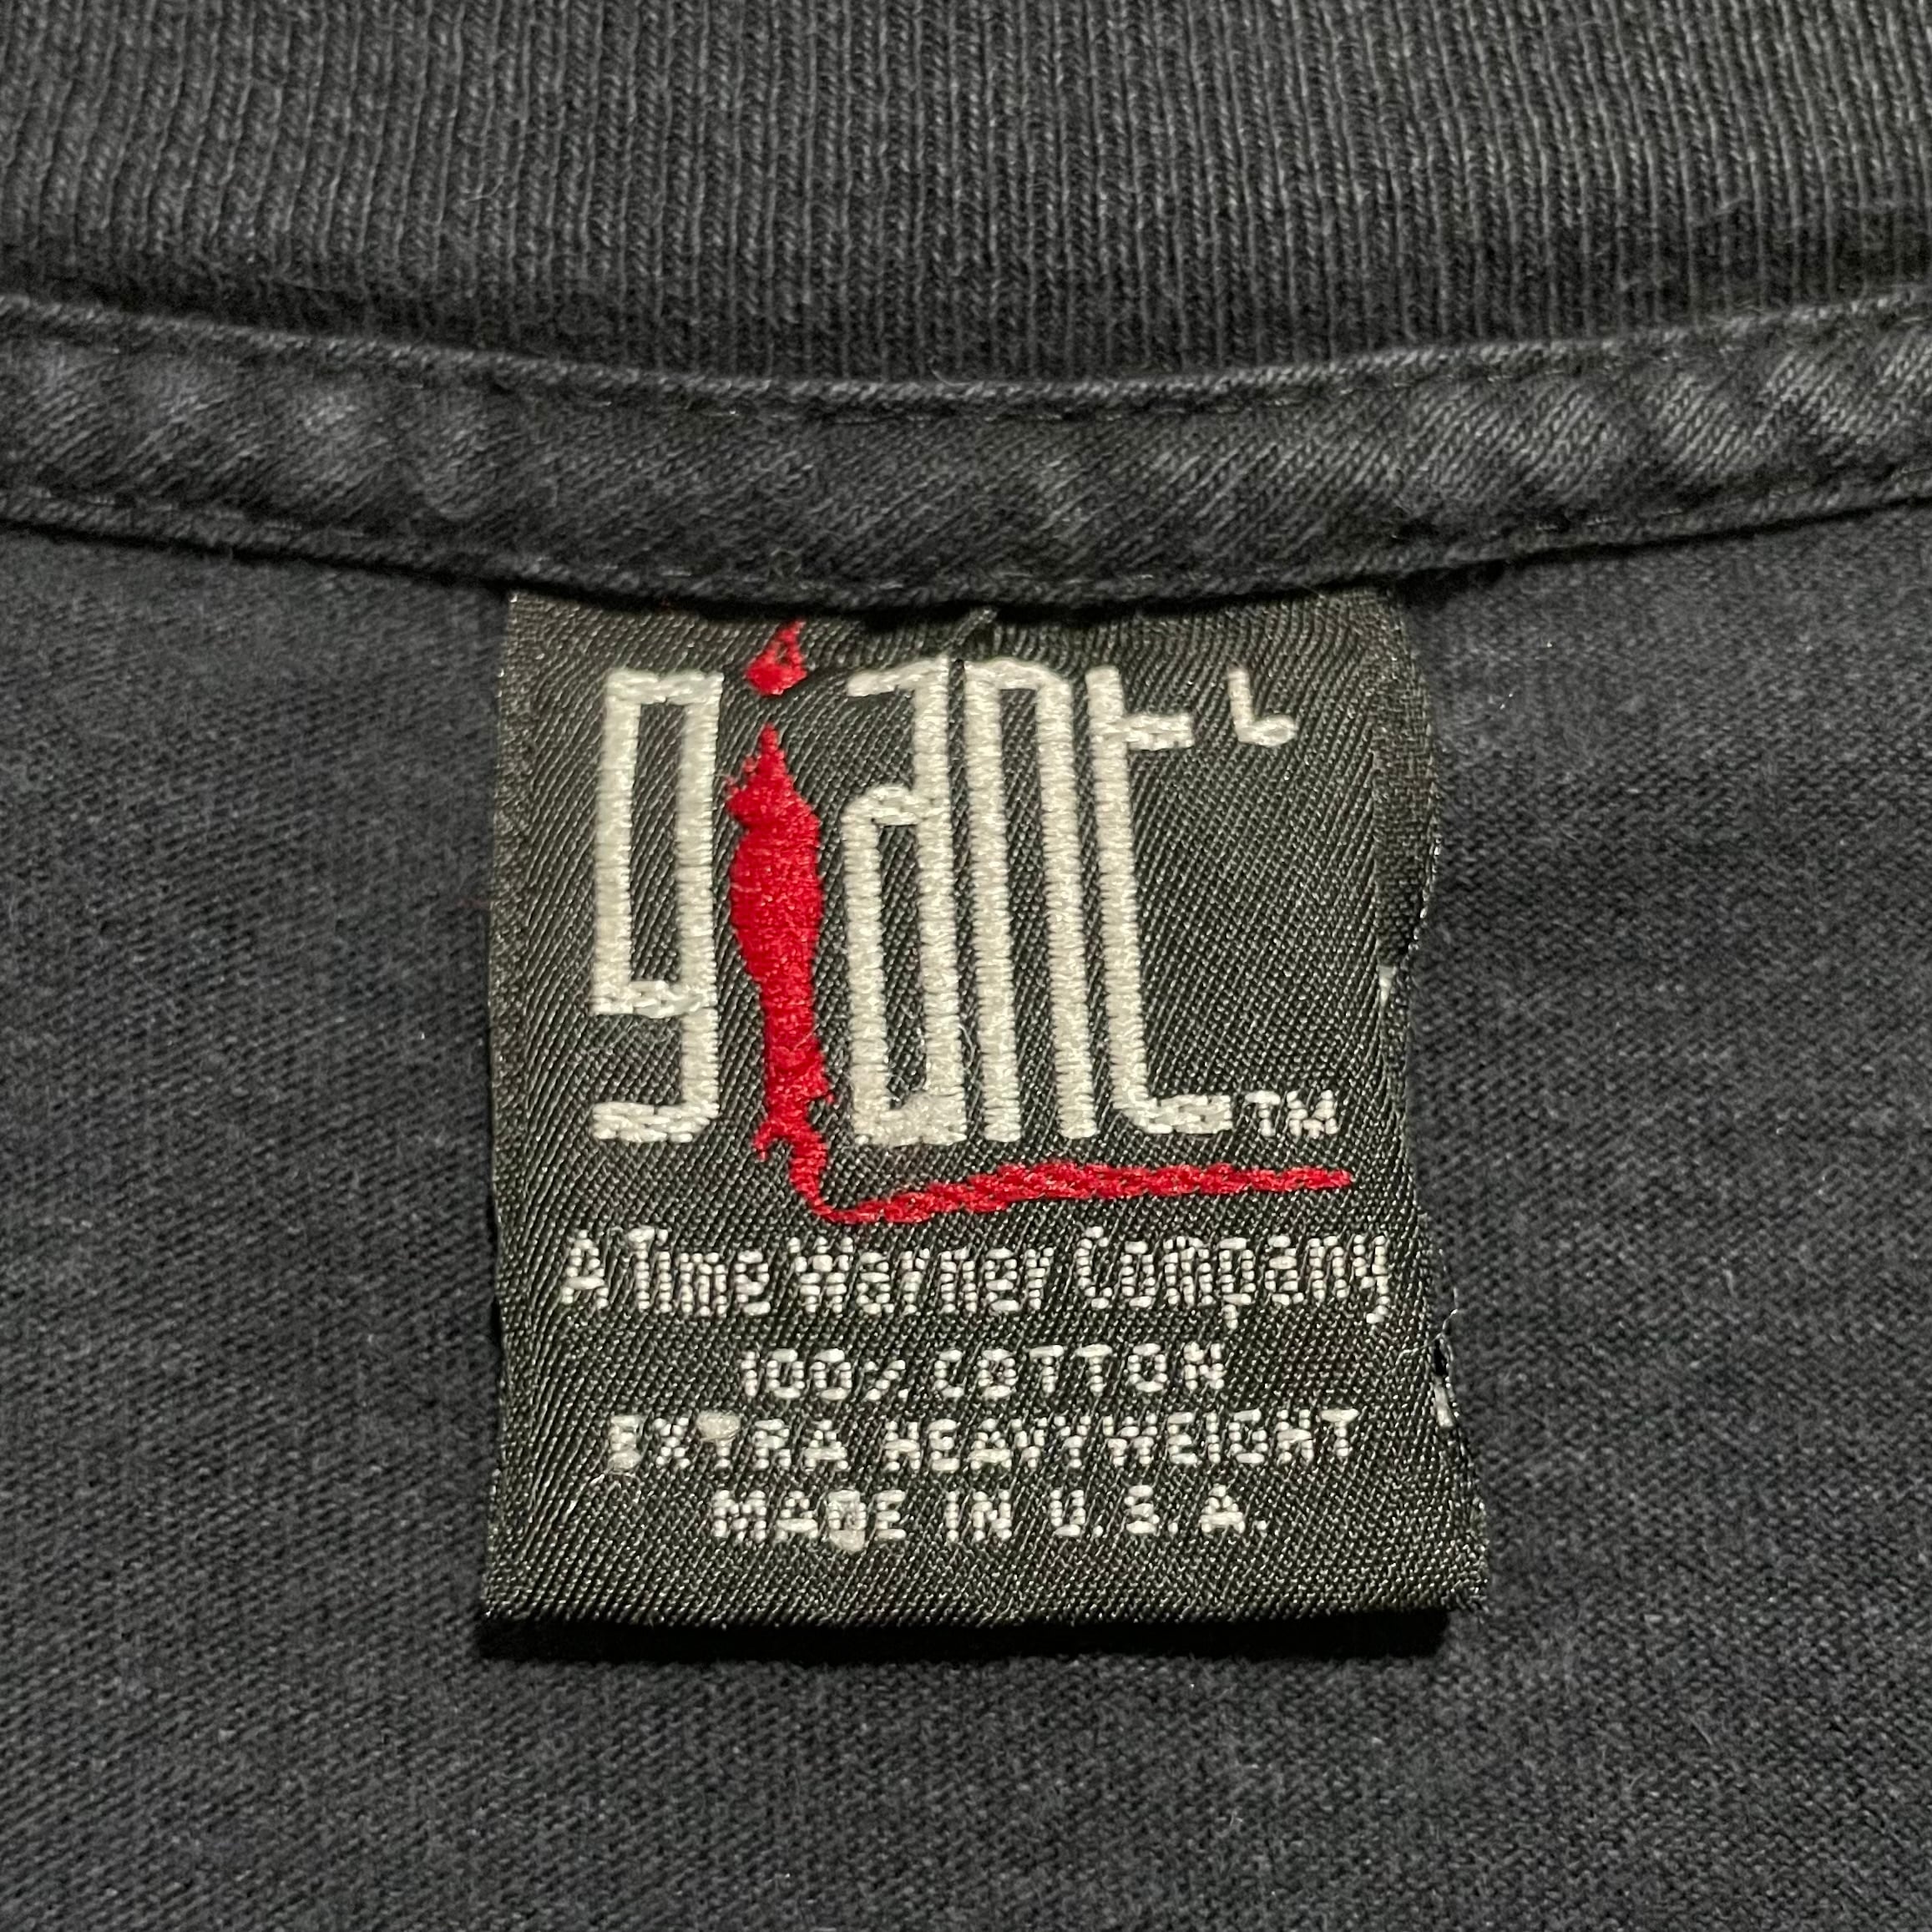 giant L
TM
A Time Warner Company
100% COTTON
EXTRA HEAVYWEIGHT
MADE IN U.S.A.